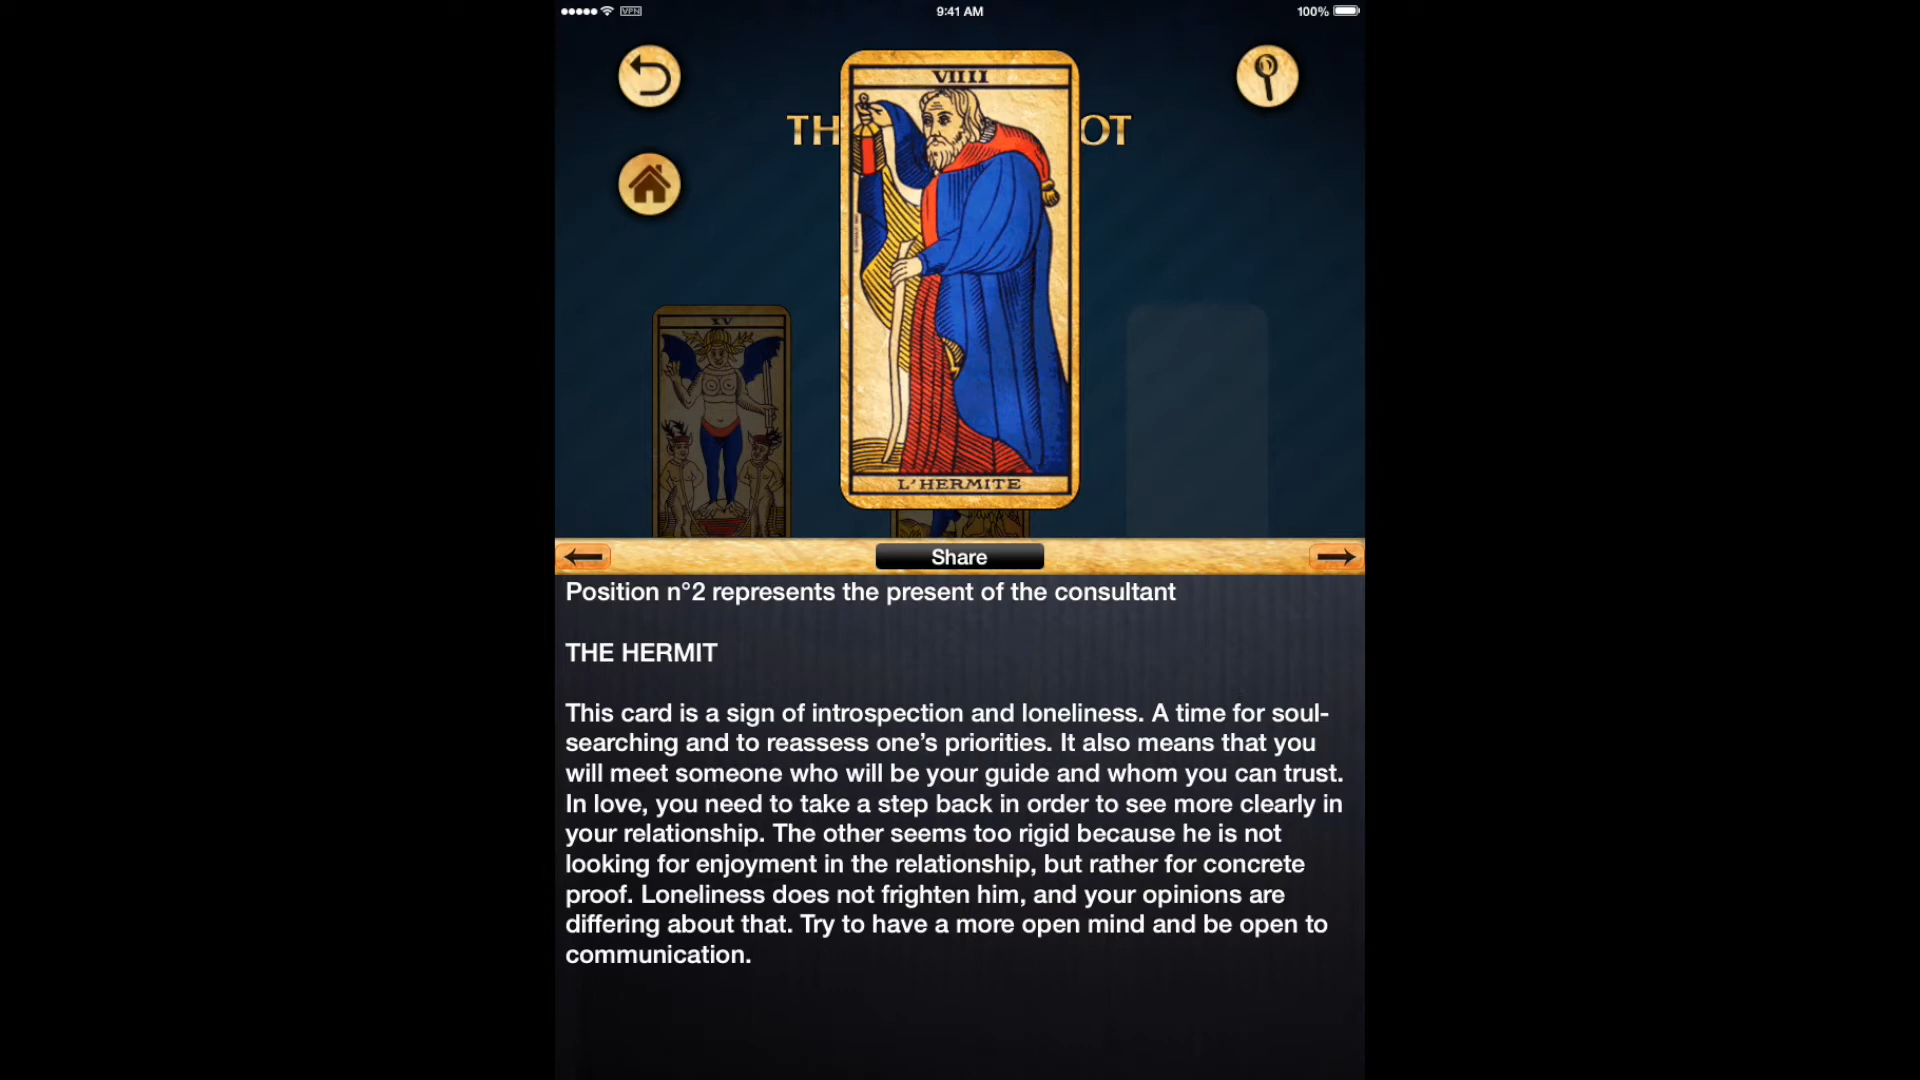 VPN
9:41 AM
100%
VIIII
TH
OT
XV
L'HERMITE
Share
Position n°2 represents the present of the consultant
THE HERMIT
This card is a sign of introspection and loneliness. A time for soul-
searching and to reassess one’s priorities. It also means that you
will meet someone who will be your guide and whom you can trust.
In love, you need to take a step back in order to see more clearly in
your relationship. The other seems too rigid because he is not
looking for enjoyment in the relationship, but rather for concrete
proof. Loneliness does not frighten him, and your opinions are
differing about that. Try to have a more open mind and be open to
communication.